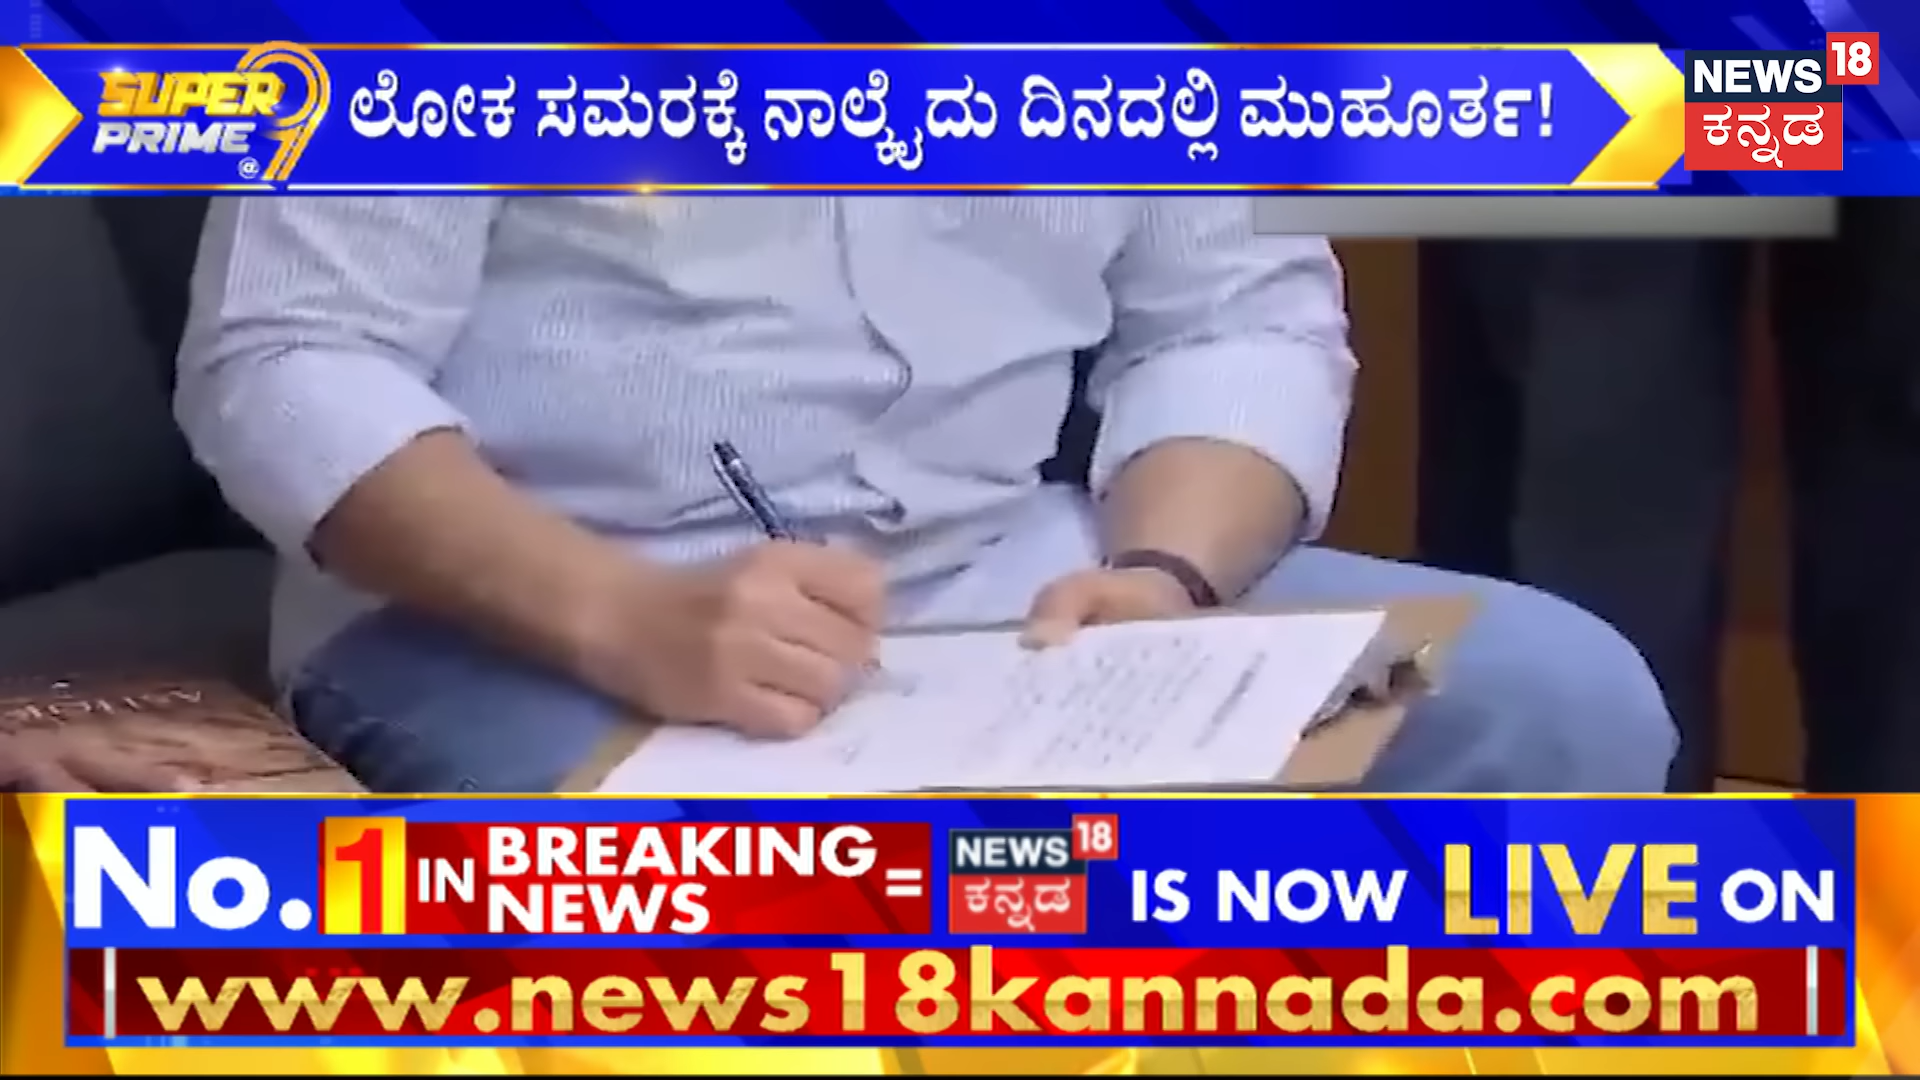 SUPER
PRIME @9
ಲೋಕ ಸಮರಕ್ಕೆ ನಾಲ್ಕೈದು ದಿನದಲ್ಲಿ ಮುಹೂರ್ತ!
NEWS 18
ಕನ್ನಡ
No. 1 IN BREAKING NEWS = NEWS 18 ಕನ್ನಡ IS NOW LIVE ON
www.news18kannada.com